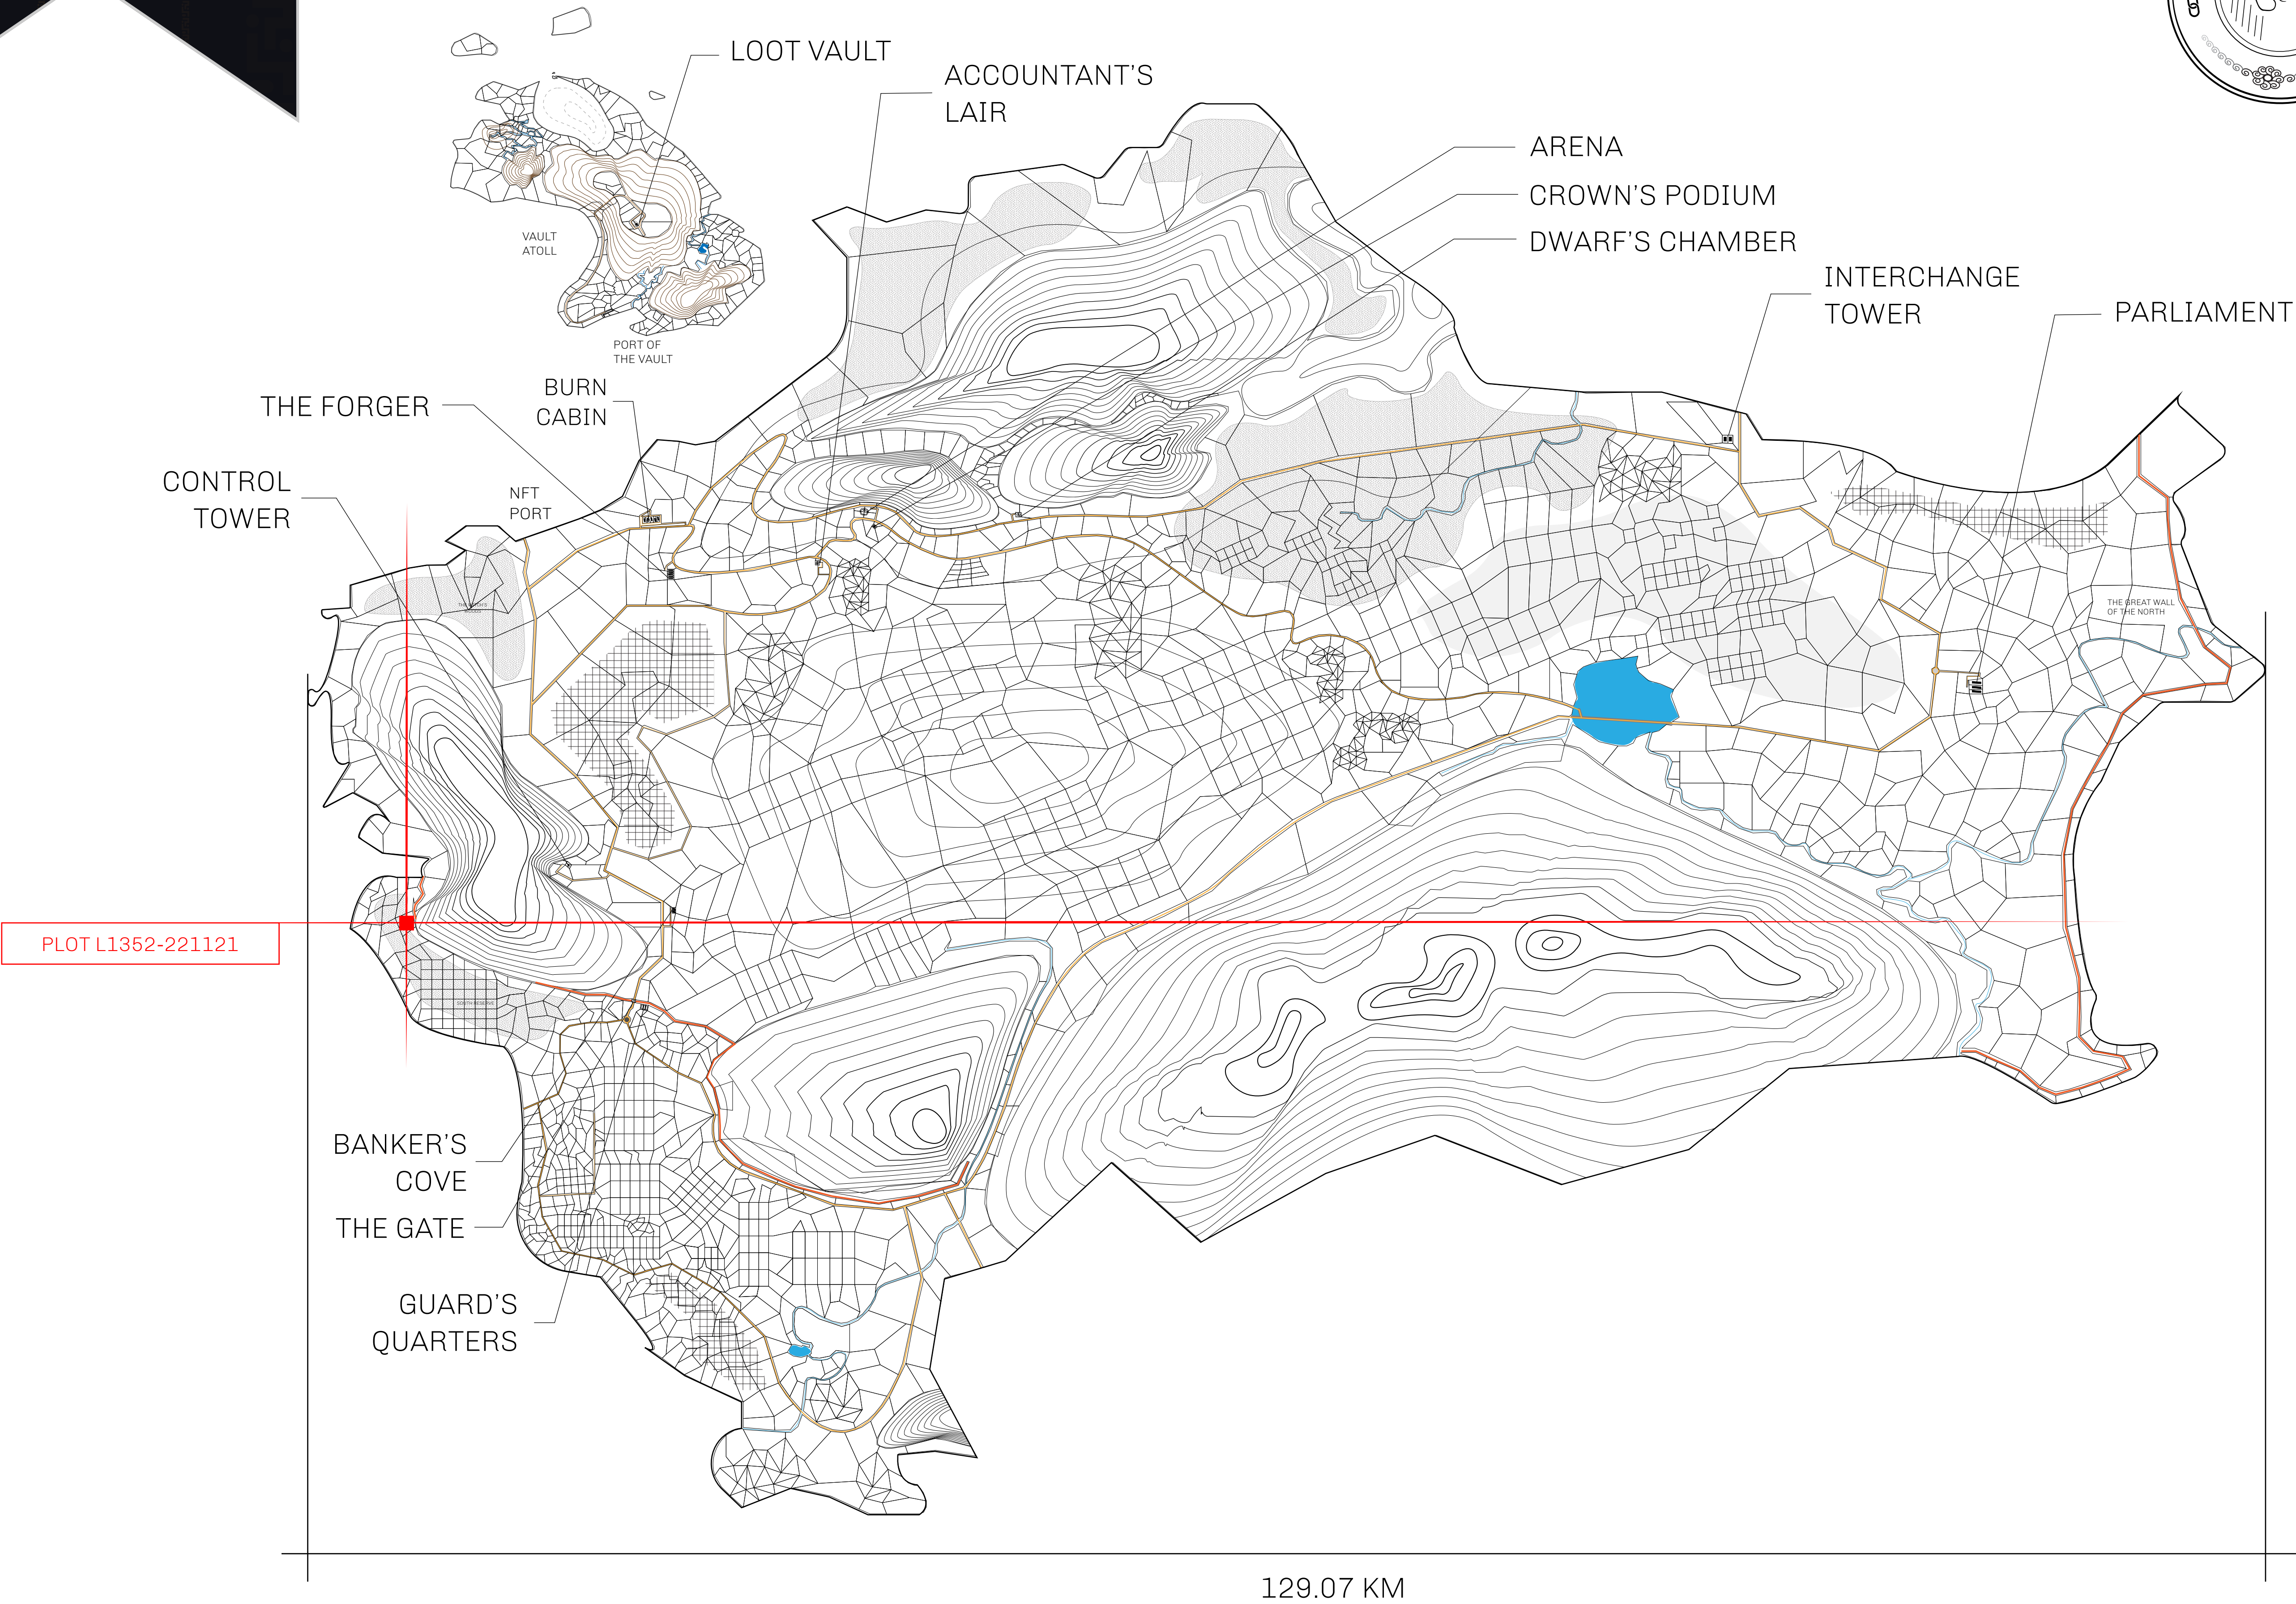 LOOT VAULT
ACCOUNTANT'S
LAIR
ARENA
CROWN'S PODIUM
DWARF'S CHAMBER
INTERCHANGE
TOWER
PARLIAMENT
VAULT
ATOLL
PORT OF
THE VAULT
BURN
CABIN
THE FORGER
CONTROL
TOWER
NFT
PORT
THE GREAT WALL
OF THE NORTH
PLOT L1352-221121
SOUTH RESERVE
BANKER'S
COVE
THE GATE
GUARD'S
QUARTERS
129.07 KM